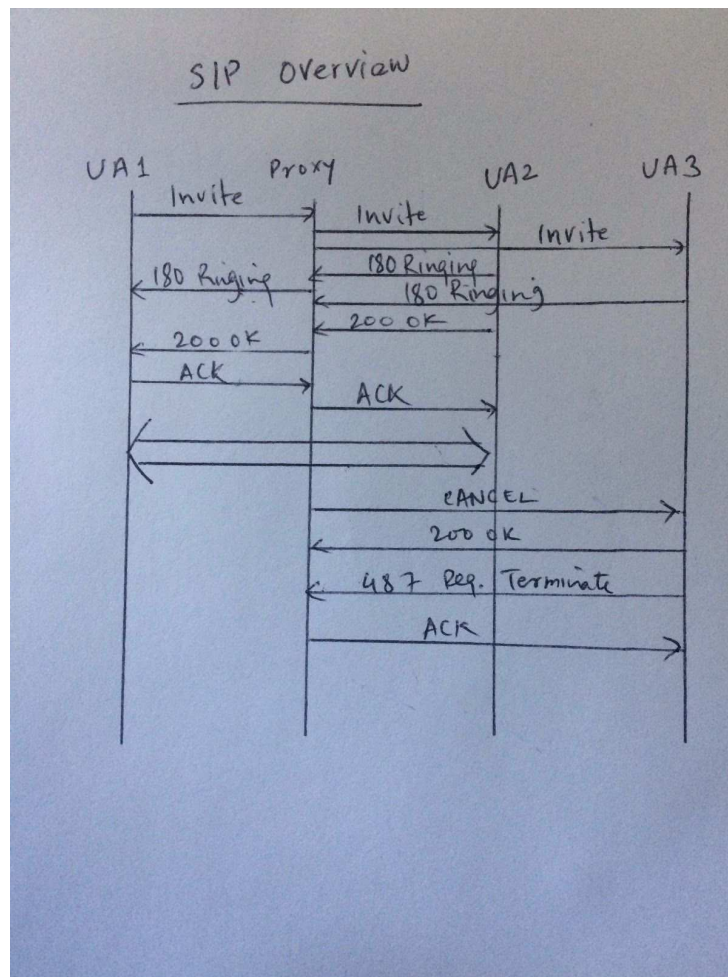 SIP Overview
UA1 Proxy UA2 UA3
Invite
Invite
Invite
180 Ringing
180 Ringing
180 Ringing
200 OK
200 OK
ACK
ACK
CANCEL
200 OK
487 Req. Terminate
ACK